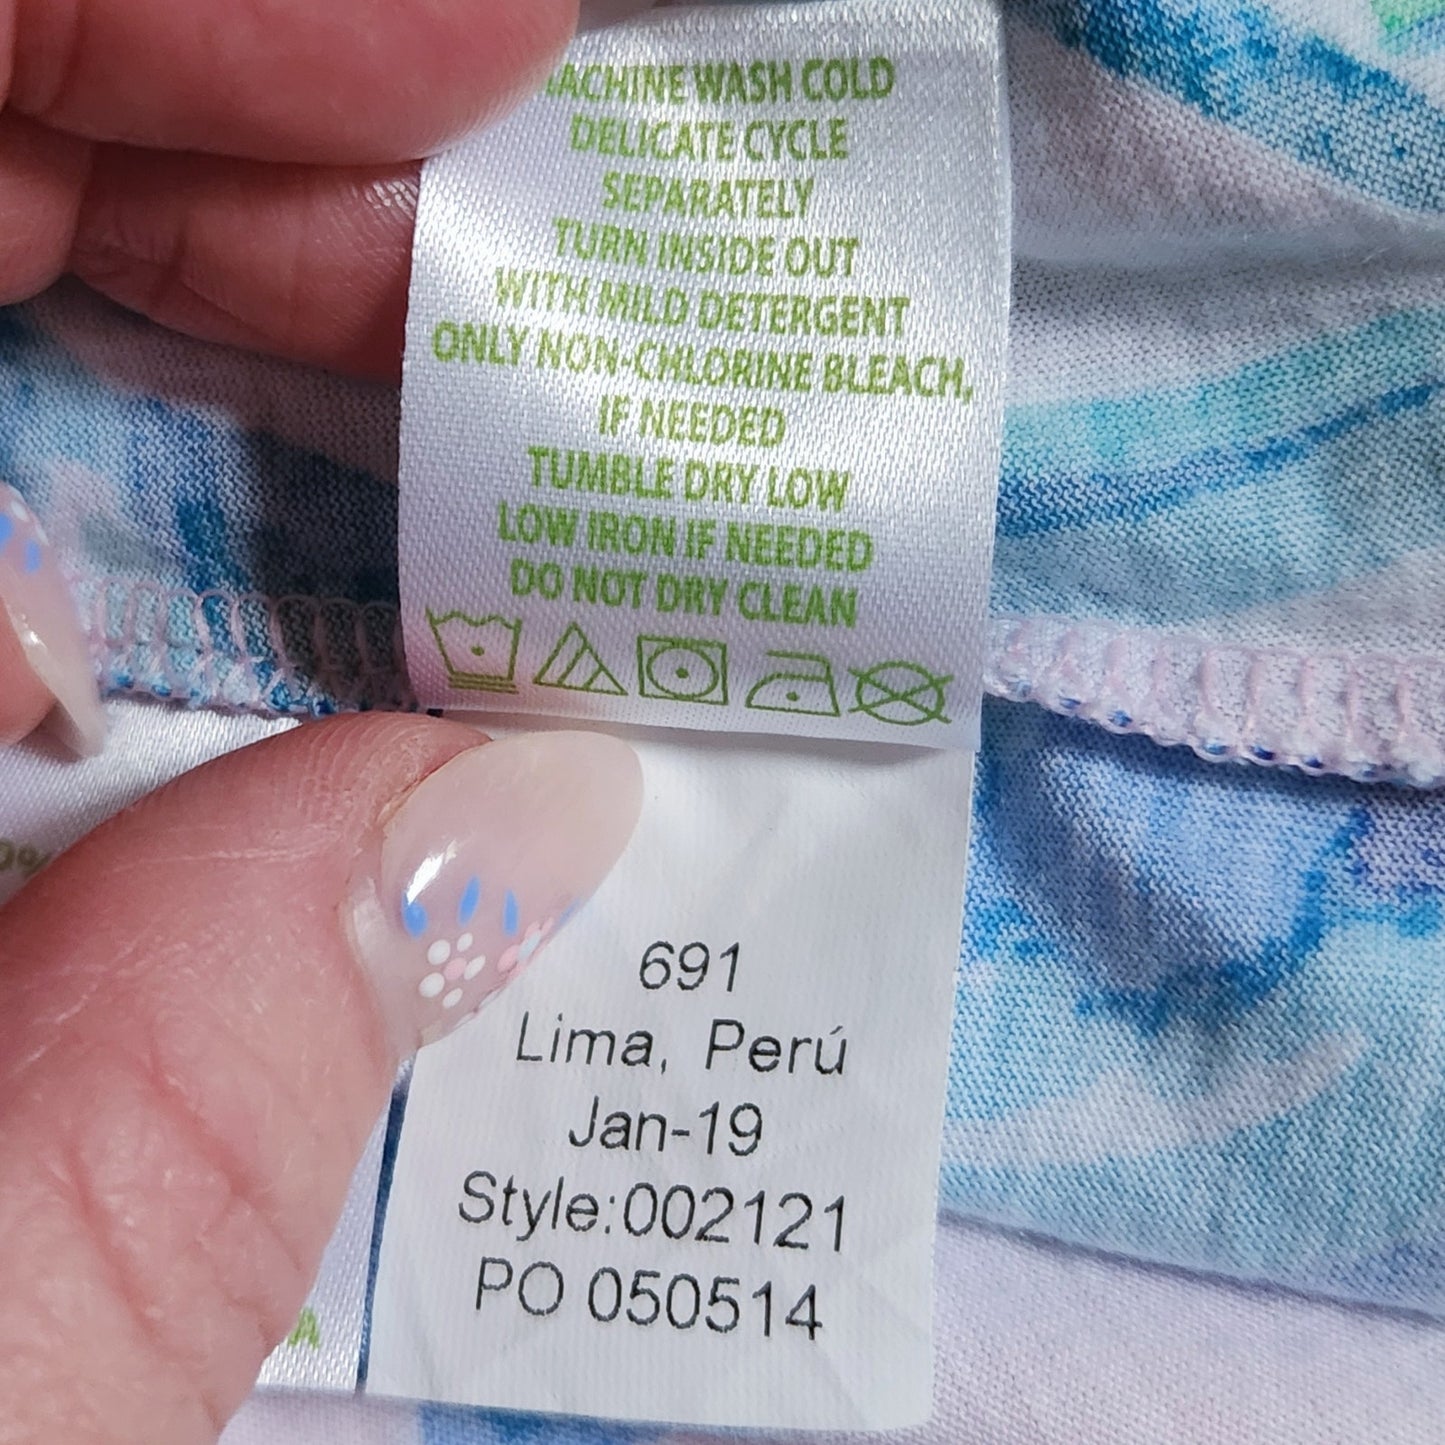 MACHINE WASH COLD
DELICATE CYCLE
SEPARATELY
TURN INSIDE OUT
WITH MILD DETERGENT
ONLY NON-CHLORINE BLEACH,
IF NEEDED
TUMBLE DRY LOW
LOW IRON IF NEEDED
DO NOT DRY CLEAN
691
Lima, Perú
Jan-19
Style:002121
PO 050514